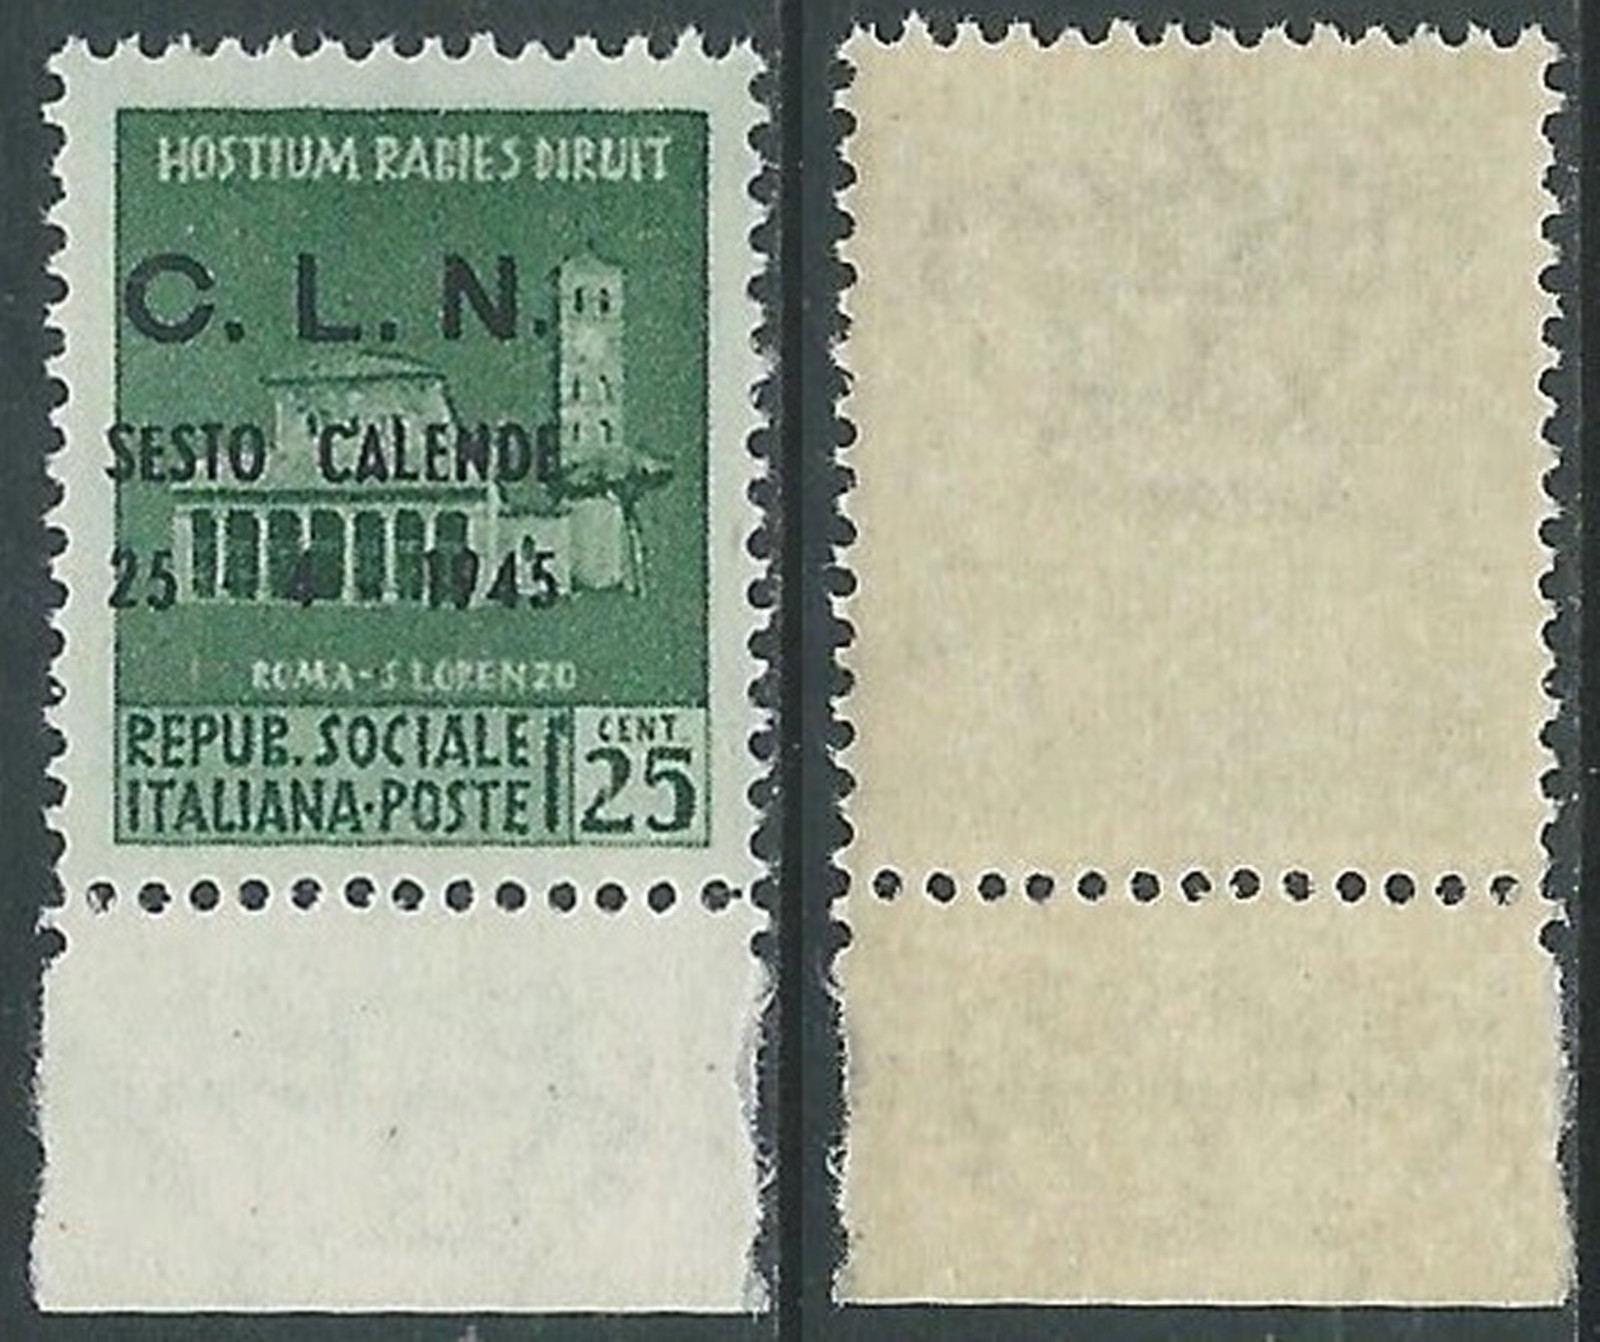 HOSTIUM RABIES DIRUIT
C. L. N.
SESTO CALENDE
25 - 4 - 1945
ROMA-S.LORENZO
REPUB. SOCIALE
ITALIANA·POSTE
CENT.
25